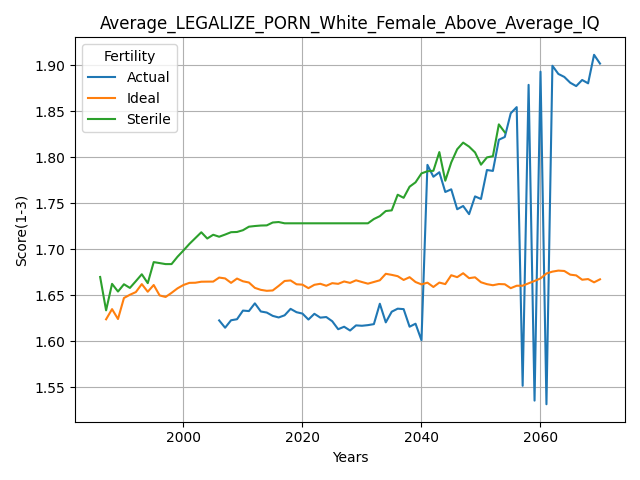 Average_LEGALIZE_PORN_White_Female_Above_Average_IQ
Fertility
Actual
Ideal
Sterile
Score(1-3)
1.90
1.85
1.80
1.75
1.70
1.65
1.60
1.55
2000
2020
2040
2060
Years